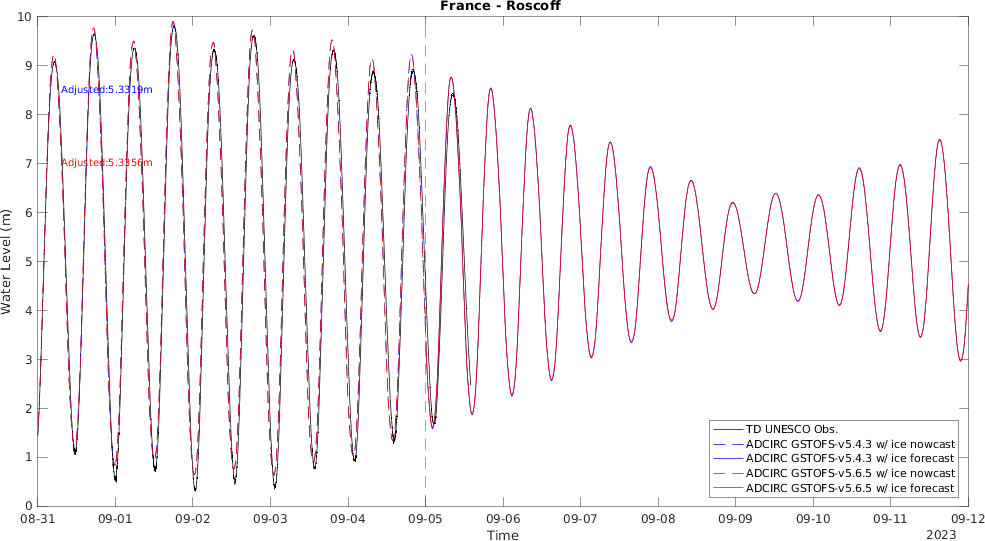 France - Roscoff
Water Level (m)
10
9
8
7
6
5
4
3
2
1
0
Adjusted:5.3319m
Adjusted:5.3356m
TD UNESCO Obs.
ADCIRC GSTOFS-v5.4.3 w/ ice nowcast
ADCIRC GSTOFS-v5.4.3 w/ ice forecast
ADCIRC GSTOFS-v5.6.5 w/ ice nowcast
ADCIRC GSTOFS-v5.6.5 w/ ice forecast
08-31 09-01 09-02 09-03 09-04 09-05 09-06 09-07 09-08 09-09 09-10 09-11 09-12
Time
2023